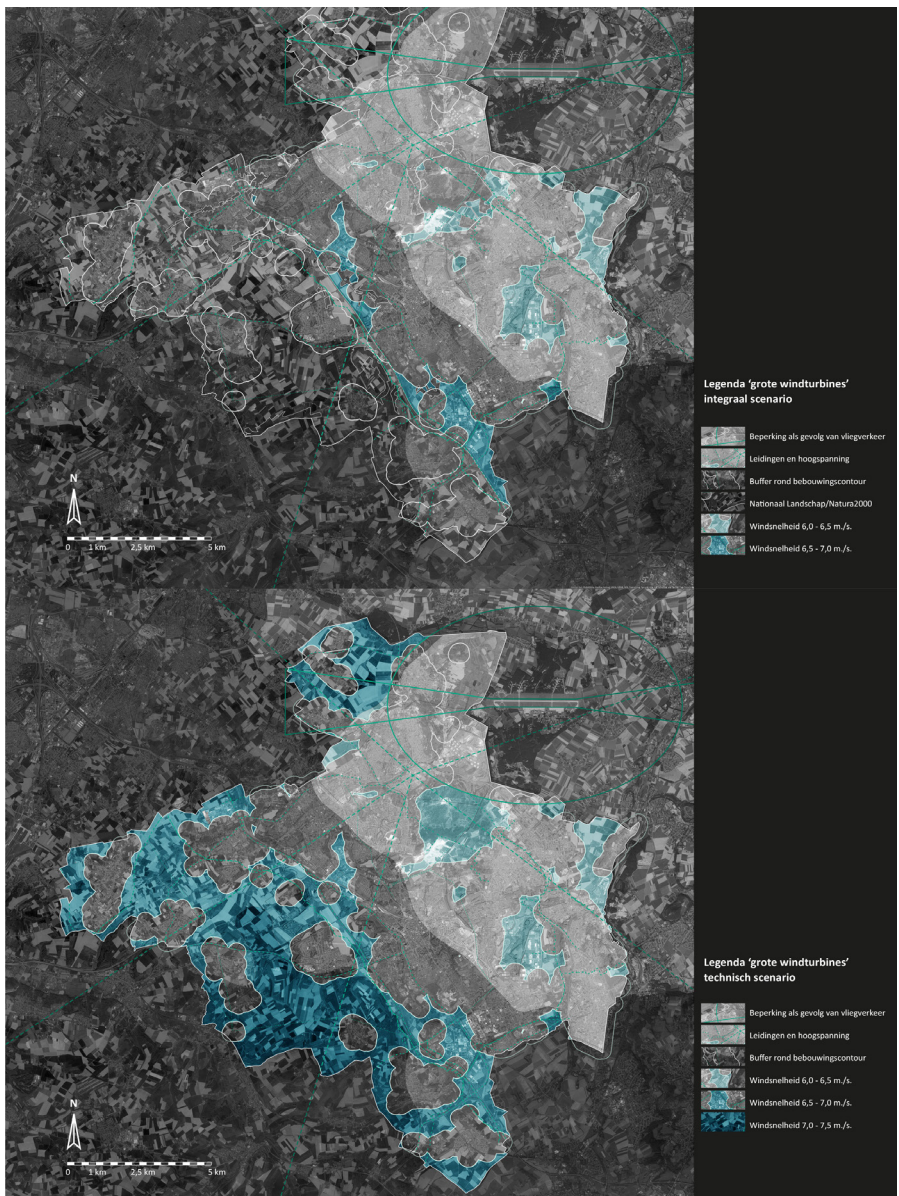 Legenda ‘grote windturbines’
integraal scenario
Beperking als gevolg van vliegverkeer
Leidingen en hoogspanning
Buffer rond bebouwingscontour
Nationaal Landschap/Natura2000
Windsnelheid 6,0 - 6,5 m./s.
Windsnelheid 6,5 - 7,0 m./s.
N
0 1 km 2,5 km 5 km
Legenda ‘grote windturbines’
technisch scenario
Beperking als gevolg van vliegverkeer
Leidingen en hoogspanning
Buffer rond bebouwingscontour
Windsnelheid 6,0 - 6,5 m./s.
Windsnelheid 6,5 - 7,0 m./s.
Windsnelheid 7,0 - 7,5 m./s.
N
0 1 km 2,5 km 5 km